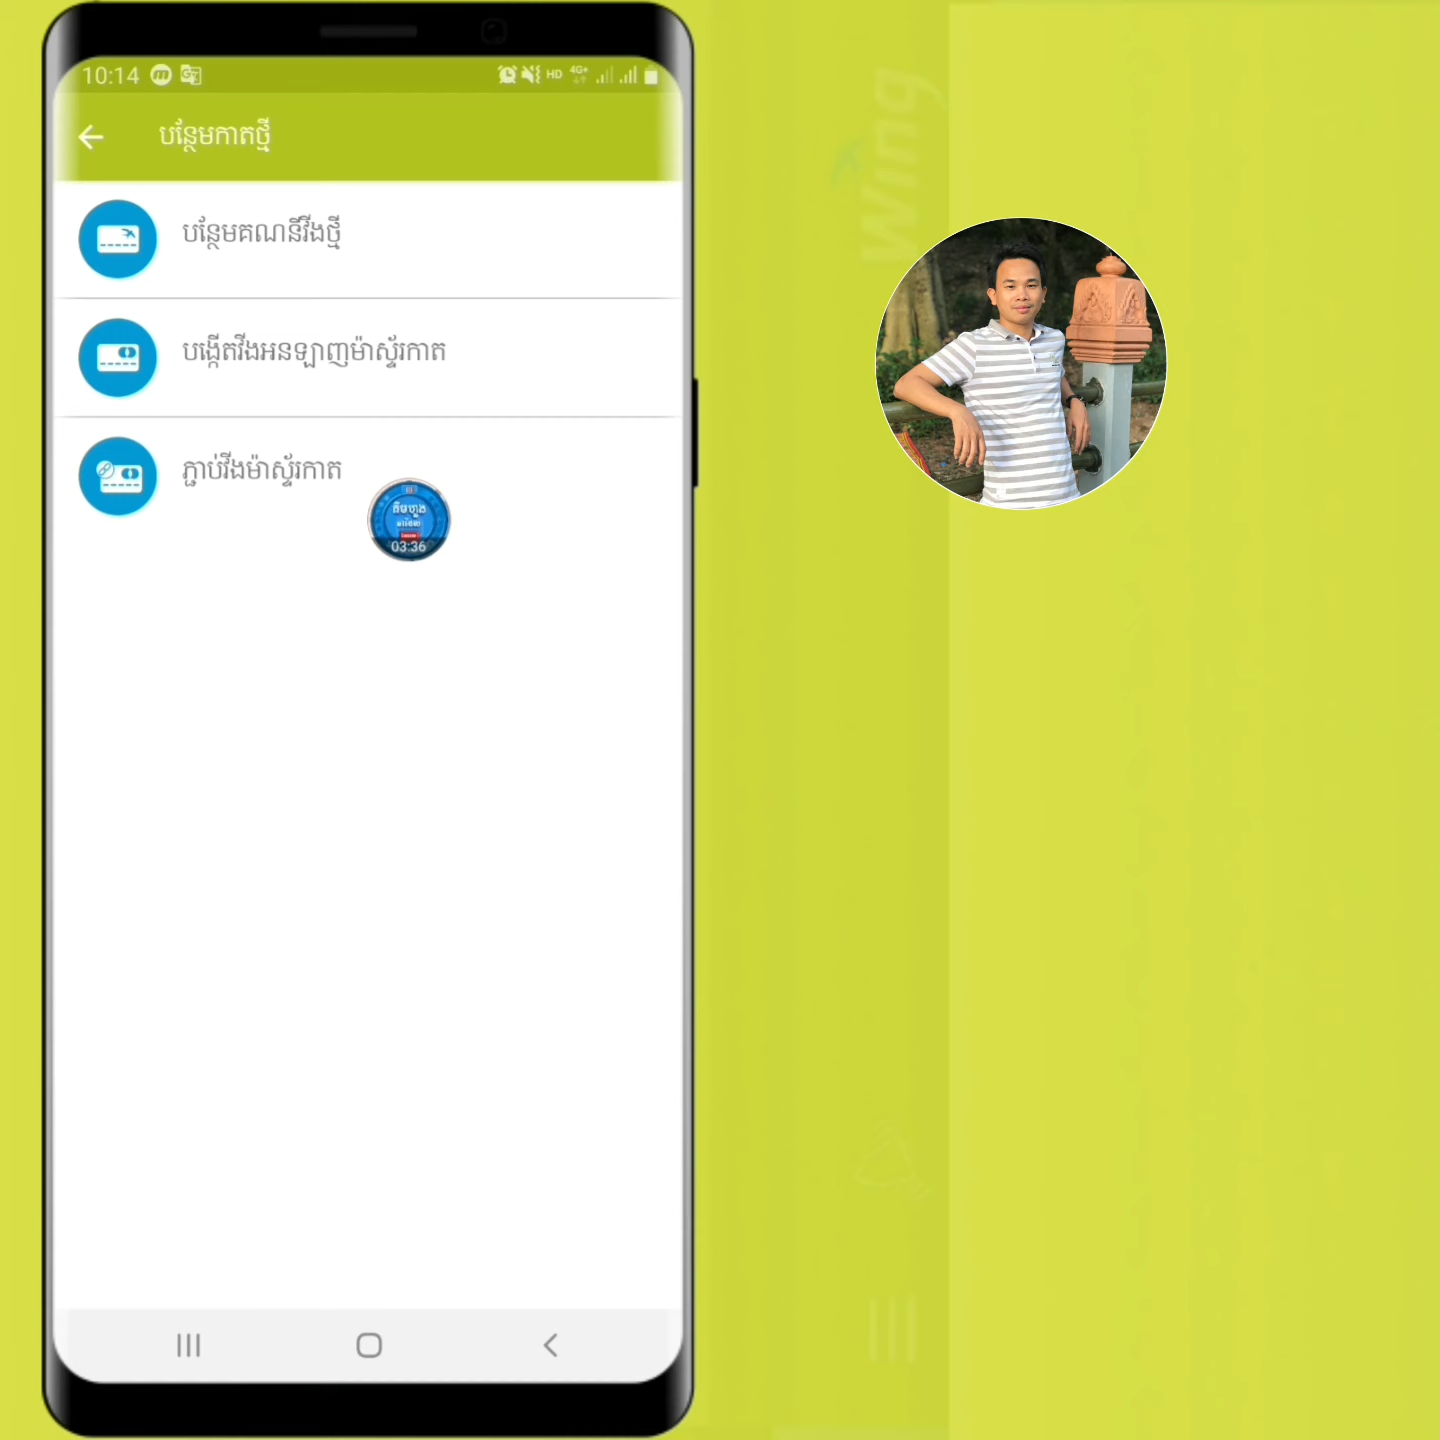 10:14
HD 4G+
បន្ថែមកាតថ្មី
បន្ថែមគណនីវីងថ្មី
បង្កើតវីងអនឡាញម៉ាស្ទ័រកាត
ភ្ជាប់វីងម៉ាស្ទ័រកាត
03:36
Wing